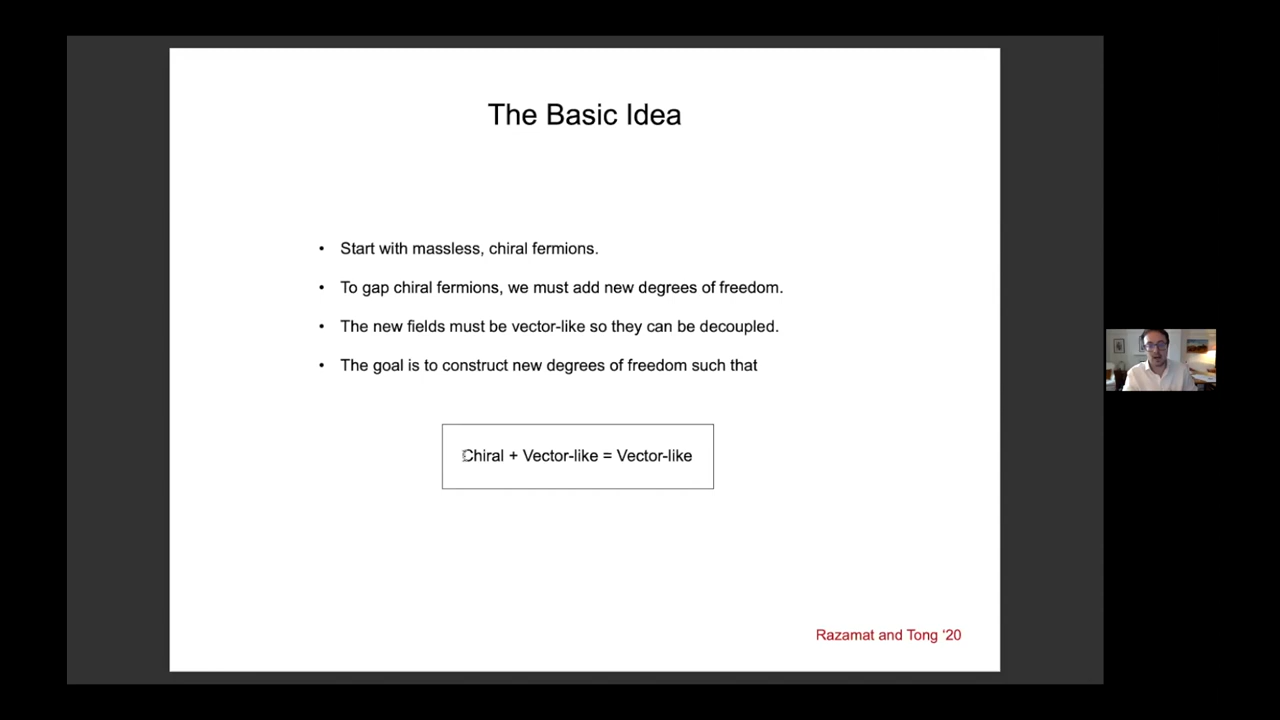 The Basic Idea
• Start with massless, chiral fermions.
• To gap chiral fermions, we must add new degrees of freedom.
• The new fields must be vector-like so they can be decoupled.
• The goal is to construct new degrees of freedom such that
Chiral + Vector-like = Vector-like
Razamat and Tong '20